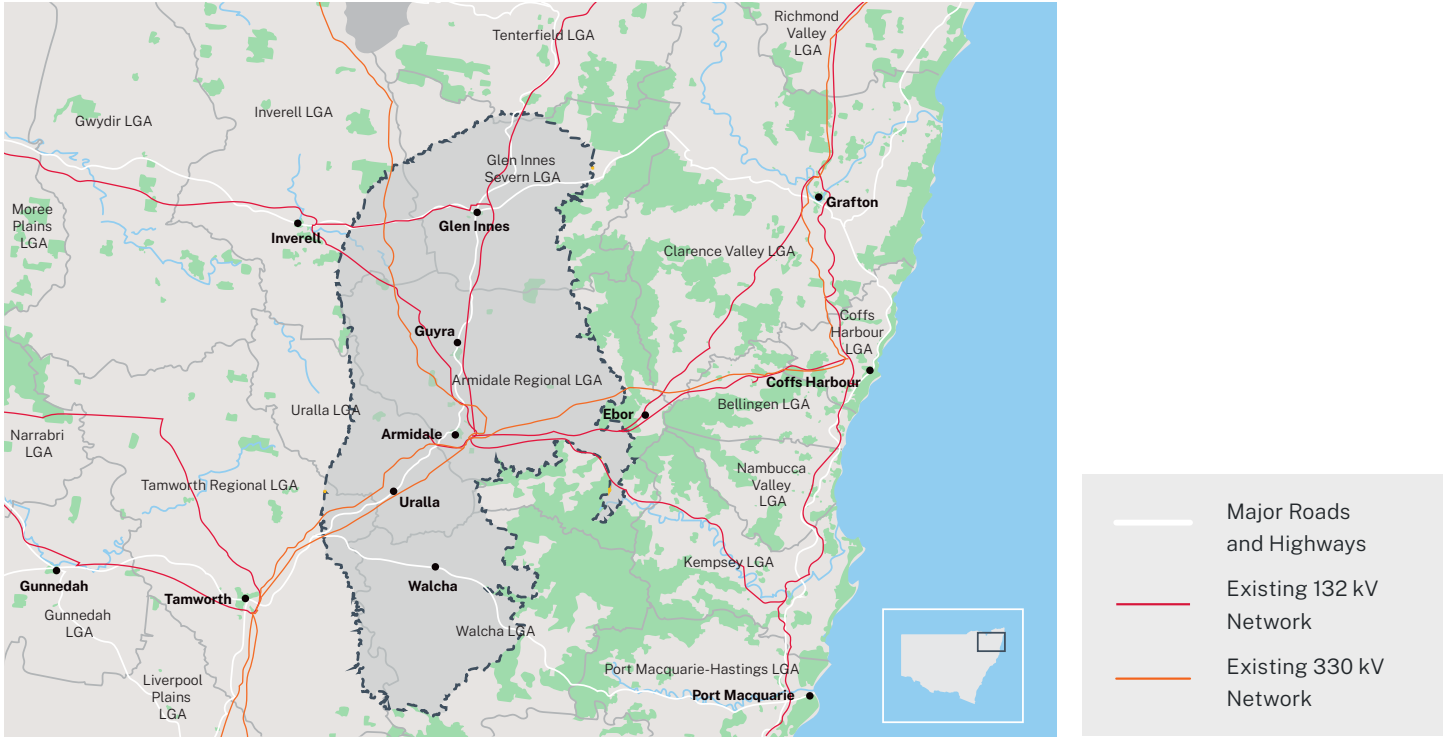 Richmond
Valley
LGA
Tenterfield LGA
Inverell LGA
Gwydir LGA
Glen Innes
Severn LGA
Moree
Plains
LGA
Grafton
Glen Innes
Inverell
Clarence Valley LGA
Coffs
Harbour
LGA
Guyra
Armidale Regional LGA
Coffs Harbour
Uralla LGA
Bellingen LGA
Ebor
Armidale
Narrabri
LGA
Nambucca
Valley
LGA
Tamworth Regional LGA
Uralla
Kempsey LGA
Gunnedah
Walcha
Tamworth
Gunnedah
LGA
Walcha LGA
Port Macquarie-Hastings LGA
Liverpool
Plains
LGA
Port Macquarie
Major Roads
and Highways
Existing 132 kV
Network
Existing 330 kV
Network